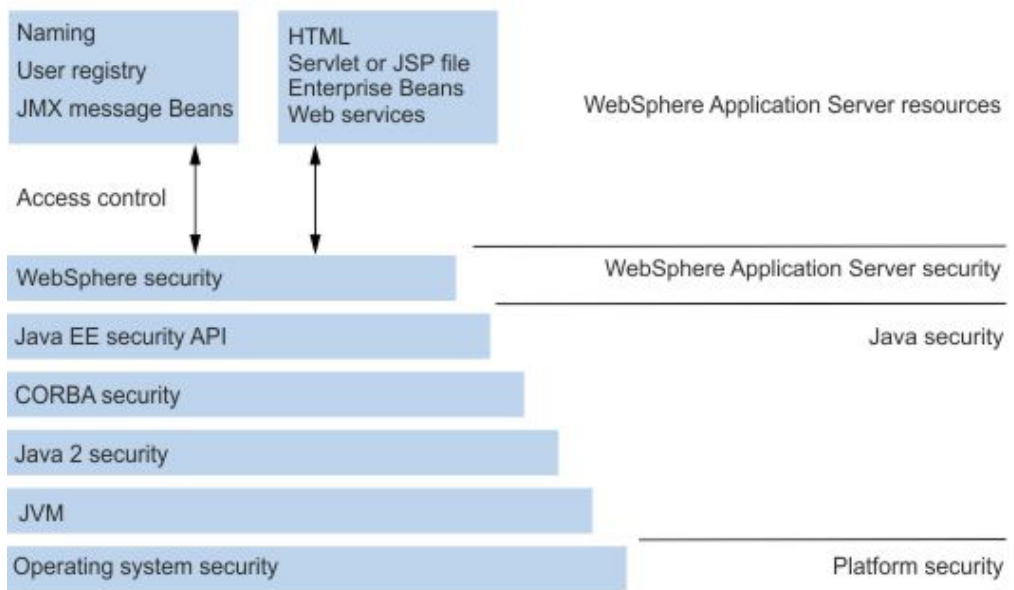 Naming
User registry
JMX message Beans
HTML
Servlet or JSP file
Enterprise Beans
Web services
WebSphere Application Server resources
Access control
WebSphere security
WebSphere Application Server security
Java EE security API
Java security
CORBA security
Java 2 security
JVM
Operating system security
Platform security